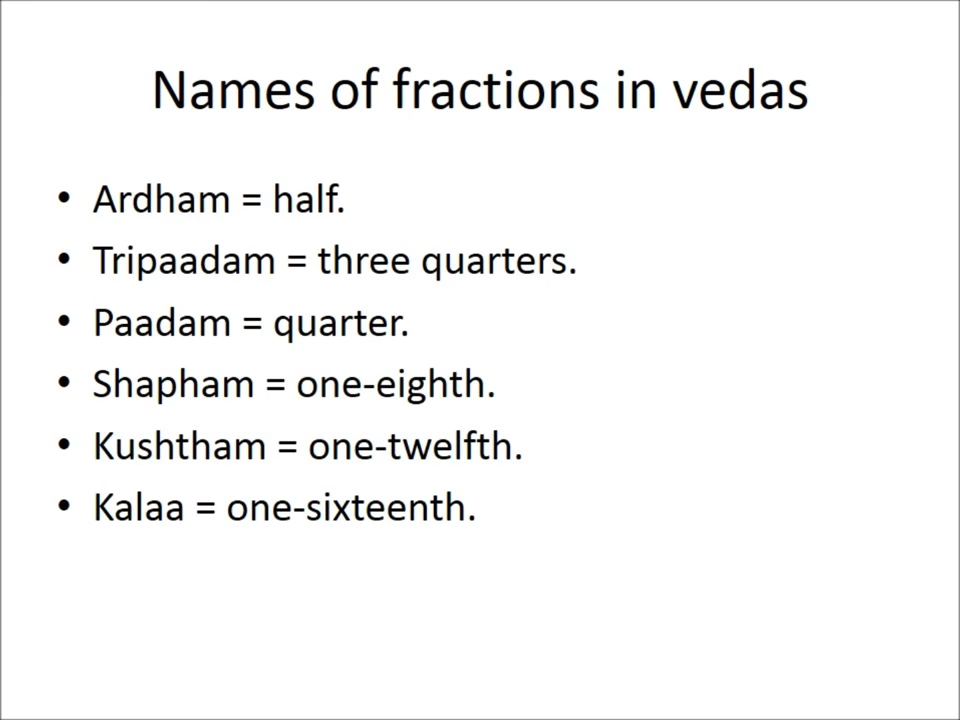 Names of fractions in vedas
• Ardham = half.
• Tripaadam = three quarters.
• Paadam = quarter.
• Shapham = one-eighth.
• Kushtham = one-twelfth.
• Kalaa = one-sixteenth.